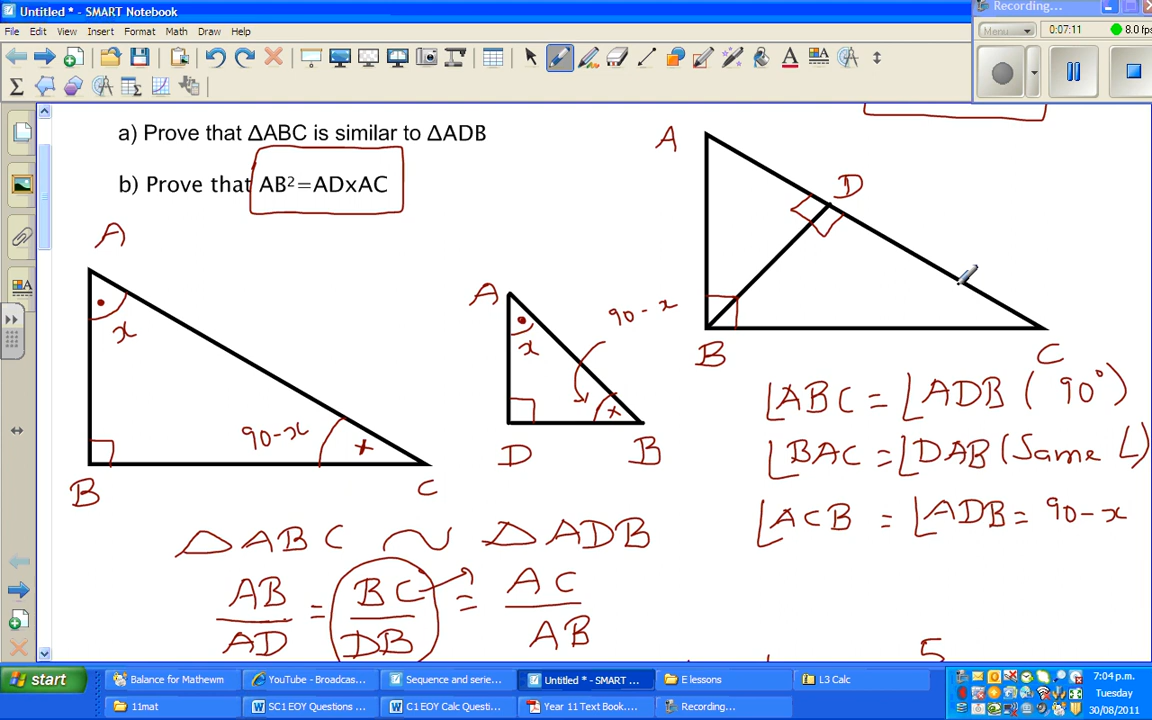 Untitled * - SMART Notebook
Recording...
File Edit View Insert Format Math Draw Help
Menu
0:07:11
8.0 fps
a) Prove that ΔABC is similar to ΔADB
b) Prove that AB²=ADxAC
A
D
B
C
A
x
90-x
x
B
C
A
x
90-x
x
D
B
∠ABC = ∠ADB (90°)
∠BAC = ∠DAB (Same ∠)
∠ACB = ∠ADB = 90-x
ΔABC ~ ΔADB
AB/AD = BC/DB = AC/AB
5
start
Balance for Mathewm
YouTube - Broadcas...
Sequence and serie...
Untitled * - SMART ...
E lessons
L3 Calc
11mat
SC1 EOY Questions ...
C1 EOY Calc Questi...
Year 11 Text Book....
Recording...
7:04 p.m.
Tuesday
30/08/2011